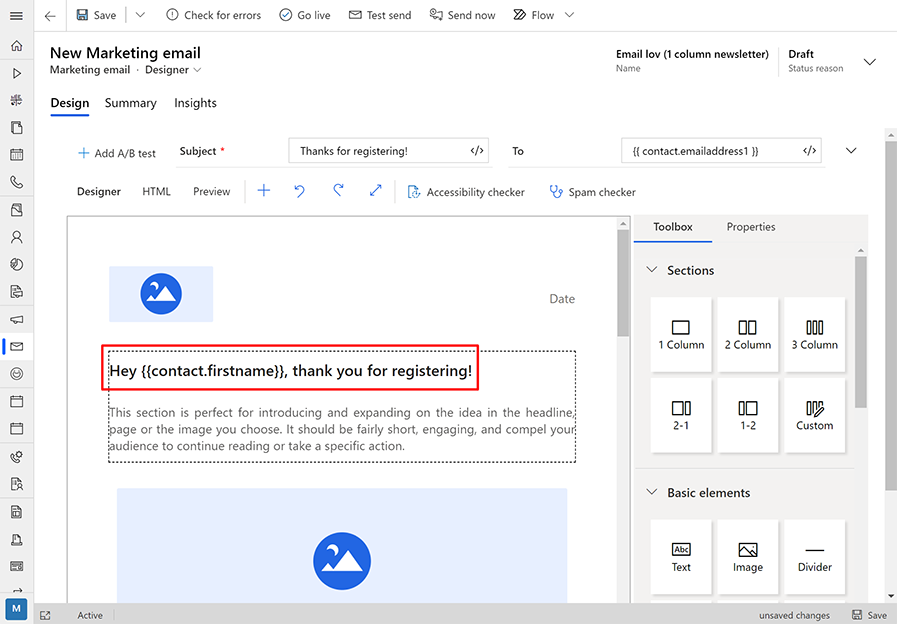 Save
Check for errors
Go live
Test send
Send now
Flow
New Marketing email
Marketing email · Designer
Email lov (1 column newsletter)
Name
Draft
Status reason
Design
Summary
Insights
Add A/B test
Subject *
Thanks for registering!
</>
To
{{ contact.emailaddress1 }}
</>
Designer
HTML
Preview
Accessibility checker
Spam checker
Date
Hey {{contact.firstname}}, thank you for registering!
This section is perfect for introducing and expanding on the idea in the headline,
page or the image you choose. It should be fairly short, engaging, and compel your
audience to continue reading or take a specific action.
Toolbox
Properties
Sections
1 Column
2 Column
3 Column
2-1
1-2
Custom
Basic elements
Abc
Text
Image
Divider
M
Active
unsaved changes
Save